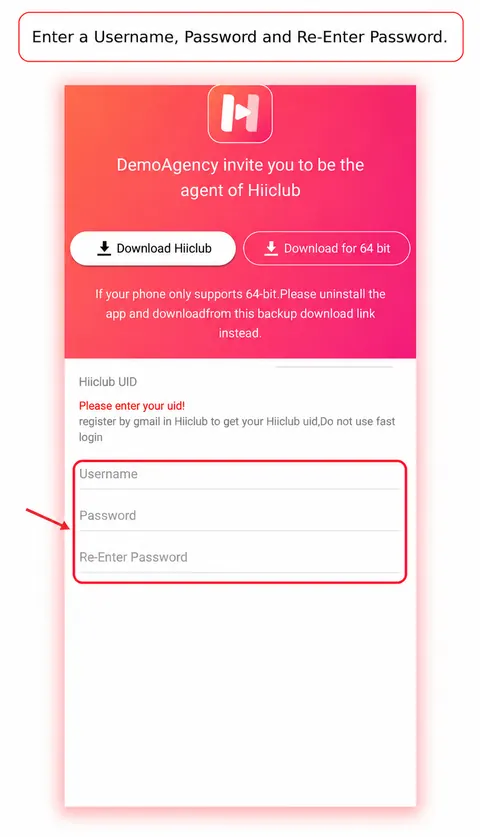 Enter a Username, Password and Re-Enter Password.
DemoAgency invite you to be the
agent of Hiiclub
Download Hiiclub
Download for 64 bit
If your phone only supports 64-bit.Please uninstall the
app and downloadfrom this backup download link
instead.
Hiiclub UID
Please enter your uid!
register by gmail in Hiiclub to get your Hiiclub uid,Do not use fast
login
Username
Password
Re-Enter Password